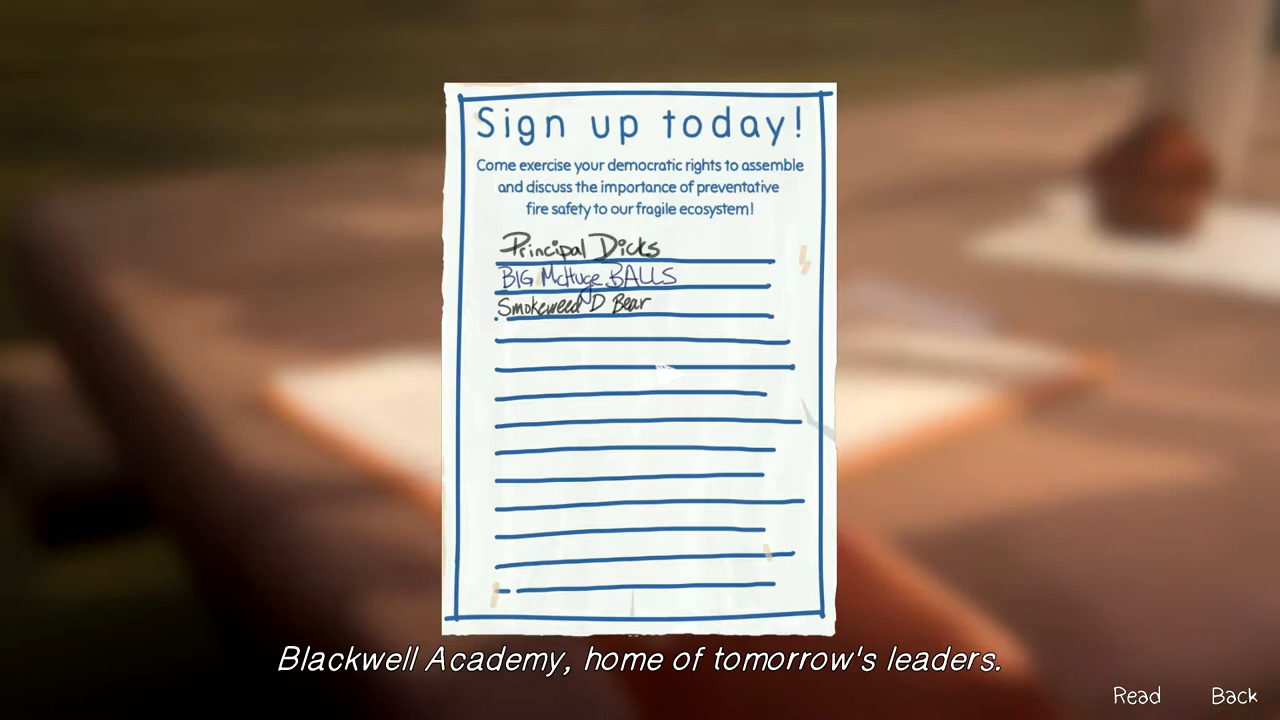 Sign up today!
Come exercise your democratic rights to assemble
and discuss the importance of preventative
fire safety to our fragile ecosystem!
Principal Dicks
BIG McHuge BALLS
Smokeweed D Bear
Blackwell Academy, home of tomorrow's leaders.
Read Back